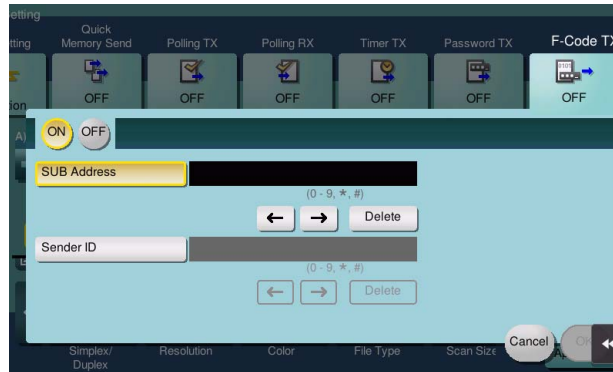 etting
Quick
Memory Send
Polling TX
Polling RX
Timer TX
Password TX
F-Code TX
OFF
OFF
OFF
OFF
OFF
OFF
ON
OFF
SUB Address
(0 - 9, *, #)
← → Delete
Sender ID
(0 - 9, *, #)
← → Delete
Cancel
OK
Simplex/
Duplex
Resolution
Color
File Type
Scan Size